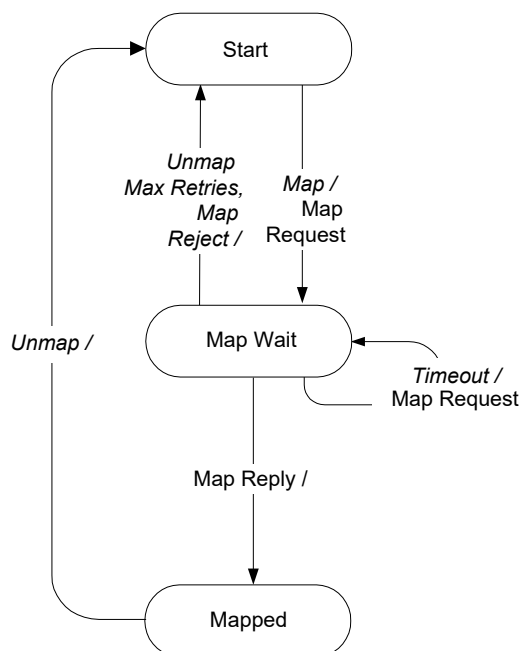 Start
Unmap
Max Retries,
Map
Reject /
Map /
Map
Request
Unmap /
Map Wait
Timeout /
Map Request
Map Reply /
Mapped